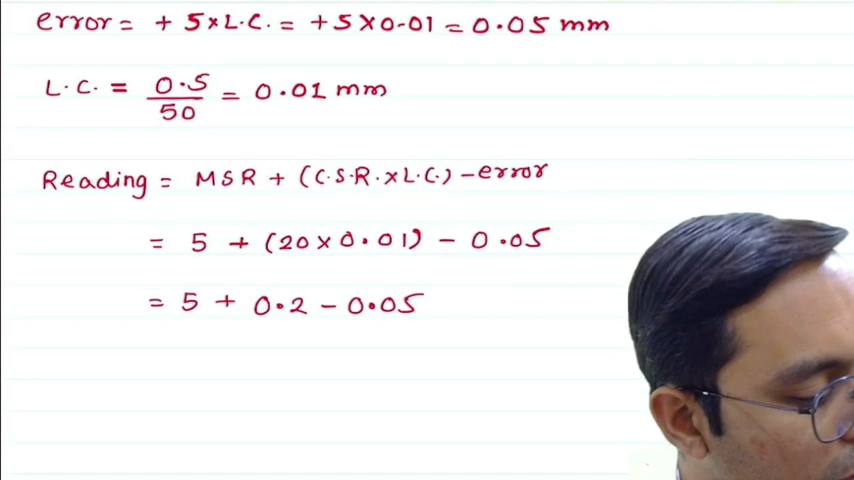 error = + 5 × L.C. = + 5 × 0.01 = 0.05 mm
L.C. = 0.5/50 = 0.01 mm
Reading = MSR + (C.S.R. × L.C.) - error
= 5 + (20 × 0.01) - 0.05
= 5 + 0.2 - 0.05